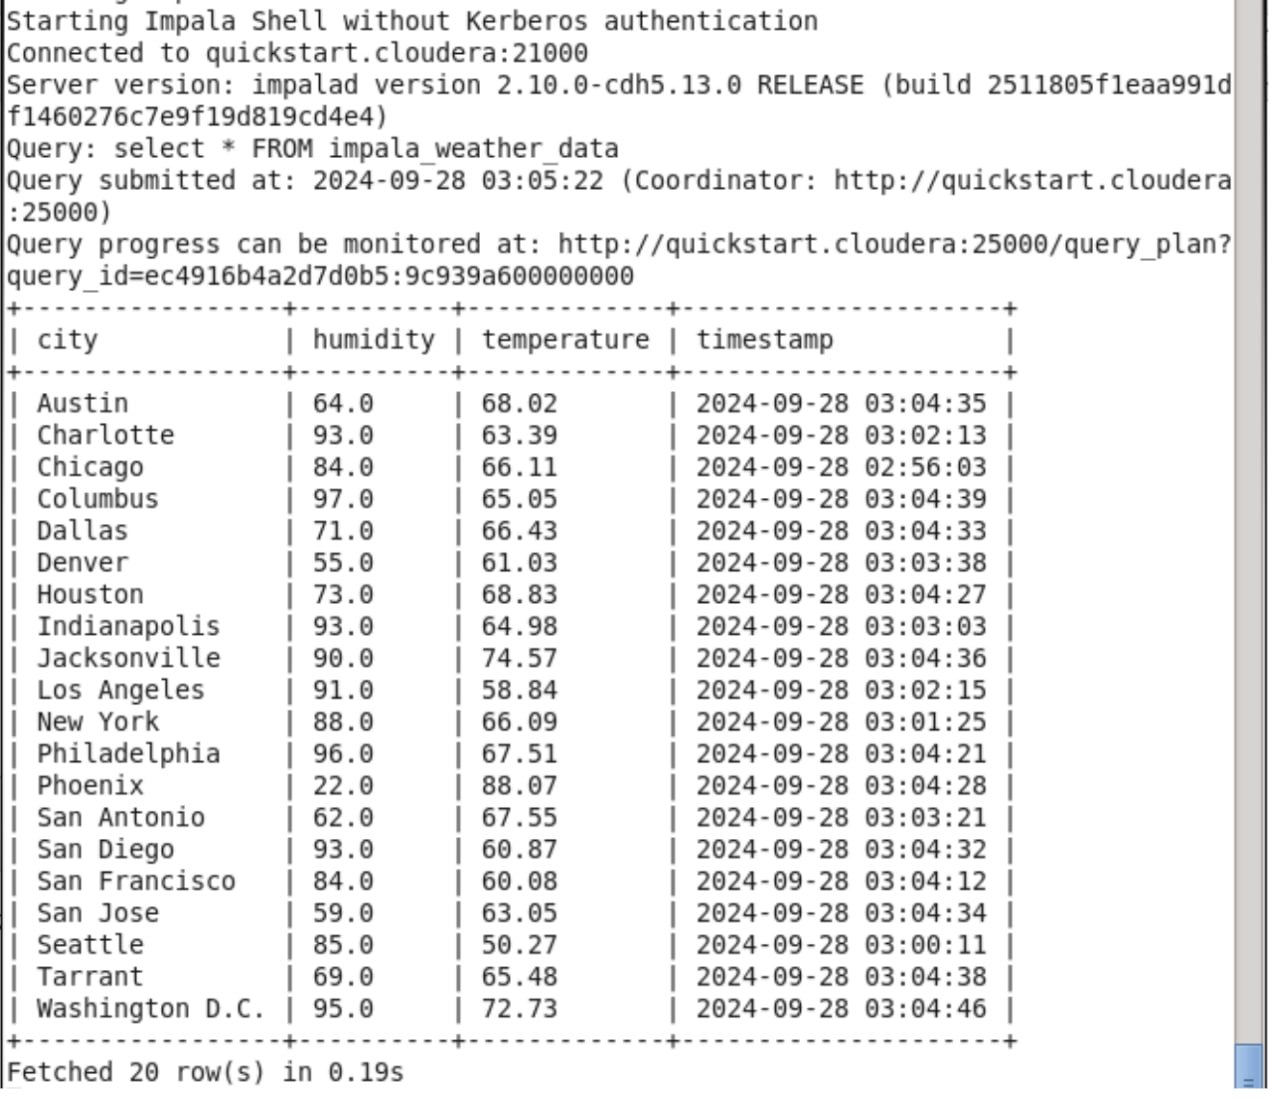 Starting Impala Shell without Kerberos authentication
Connected to quickstart.cloudera:21000
Server version: impalad version 2.10.0-cdh5.13.0 RELEASE (build 2511805f1eaa991d
f1460276c7e9f19d819cd4e4)
Query: select * FROM impala_weather_data
Query submitted at: 2024-09-28 03:05:22 (Coordinator: http://quickstart.cloudera
:25000)
Query progress can be monitored at: http://quickstart.cloudera:25000/query_plan?
query_id=ec4916b4a2d7d0b5:9c939a600000000
+-----------------+----------+-------------+---------------------+
| city            | humidity | temperature | timestamp           |
+-----------------+----------+-------------+---------------------+
| Austin          | 64.0     | 68.02       | 2024-09-28 03:04:35 |
| Charlotte       | 93.0     | 63.39       | 2024-09-28 03:02:13 |
| Chicago         | 84.0     | 66.11       | 2024-09-28 02:56:03 |
| Columbus        | 97.0     | 65.05       | 2024-09-28 03:04:39 |
| Dallas          | 71.0     | 66.43       | 2024-09-28 03:04:33 |
| Denver          | 55.0     | 61.03       | 2024-09-28 03:03:38 |
| Houston         | 73.0     | 68.83       | 2024-09-28 03:04:27 |
| Indianapolis    | 93.0     | 64.98       | 2024-09-28 03:03:03 |
| Jacksonville    | 90.0     | 74.57       | 2024-09-28 03:04:36 |
| Los Angeles     | 91.0     | 58.84       | 2024-09-28 03:02:15 |
| New York        | 88.0     | 66.09       | 2024-09-28 03:01:25 |
| Philadelphia    | 96.0     | 67.51       | 2024-09-28 03:04:21 |
| Phoenix         | 22.0     | 88.07       | 2024-09-28 03:04:28 |
| San Antonio     | 62.0     | 67.55       | 2024-09-28 03:03:21 |
| San Diego       | 93.0     | 60.87       | 2024-09-28 03:04:32 |
| San Francisco   | 84.0     | 60.08       | 2024-09-28 03:04:12 |
| San Jose        | 59.0     | 63.05       | 2024-09-28 03:04:34 |
| Seattle         | 85.0     | 50.27       | 2024-09-28 03:00:11 |
| Tarrant         | 69.0     | 65.48       | 2024-09-28 03:04:38 |
| Washington D.C. | 95.0     | 72.73       | 2024-09-28 03:04:46 |
+-----------------+----------+-------------+---------------------+
Fetched 20 row(s) in 0.19s